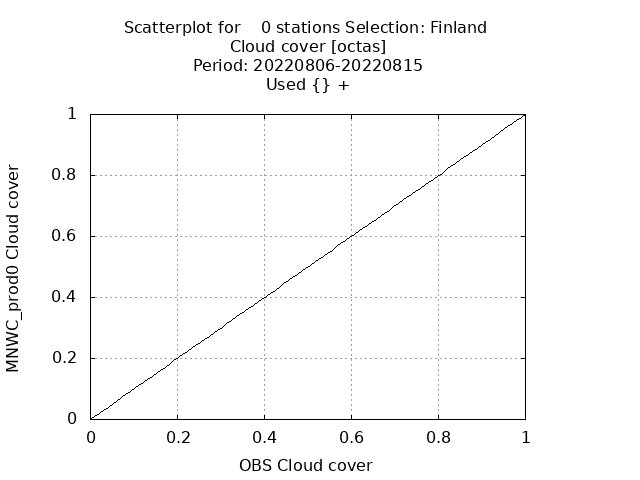 Scatterplot for    0 stations Selection: Finland
Cloud cover [octas]
Period: 20220806-20220815
Used {} +
MNWC_prod0 Cloud cover
1
0.8
0.6
0.4
0.2
0
0 0.2 0.4 0.6 0.8 1
OBS Cloud cover